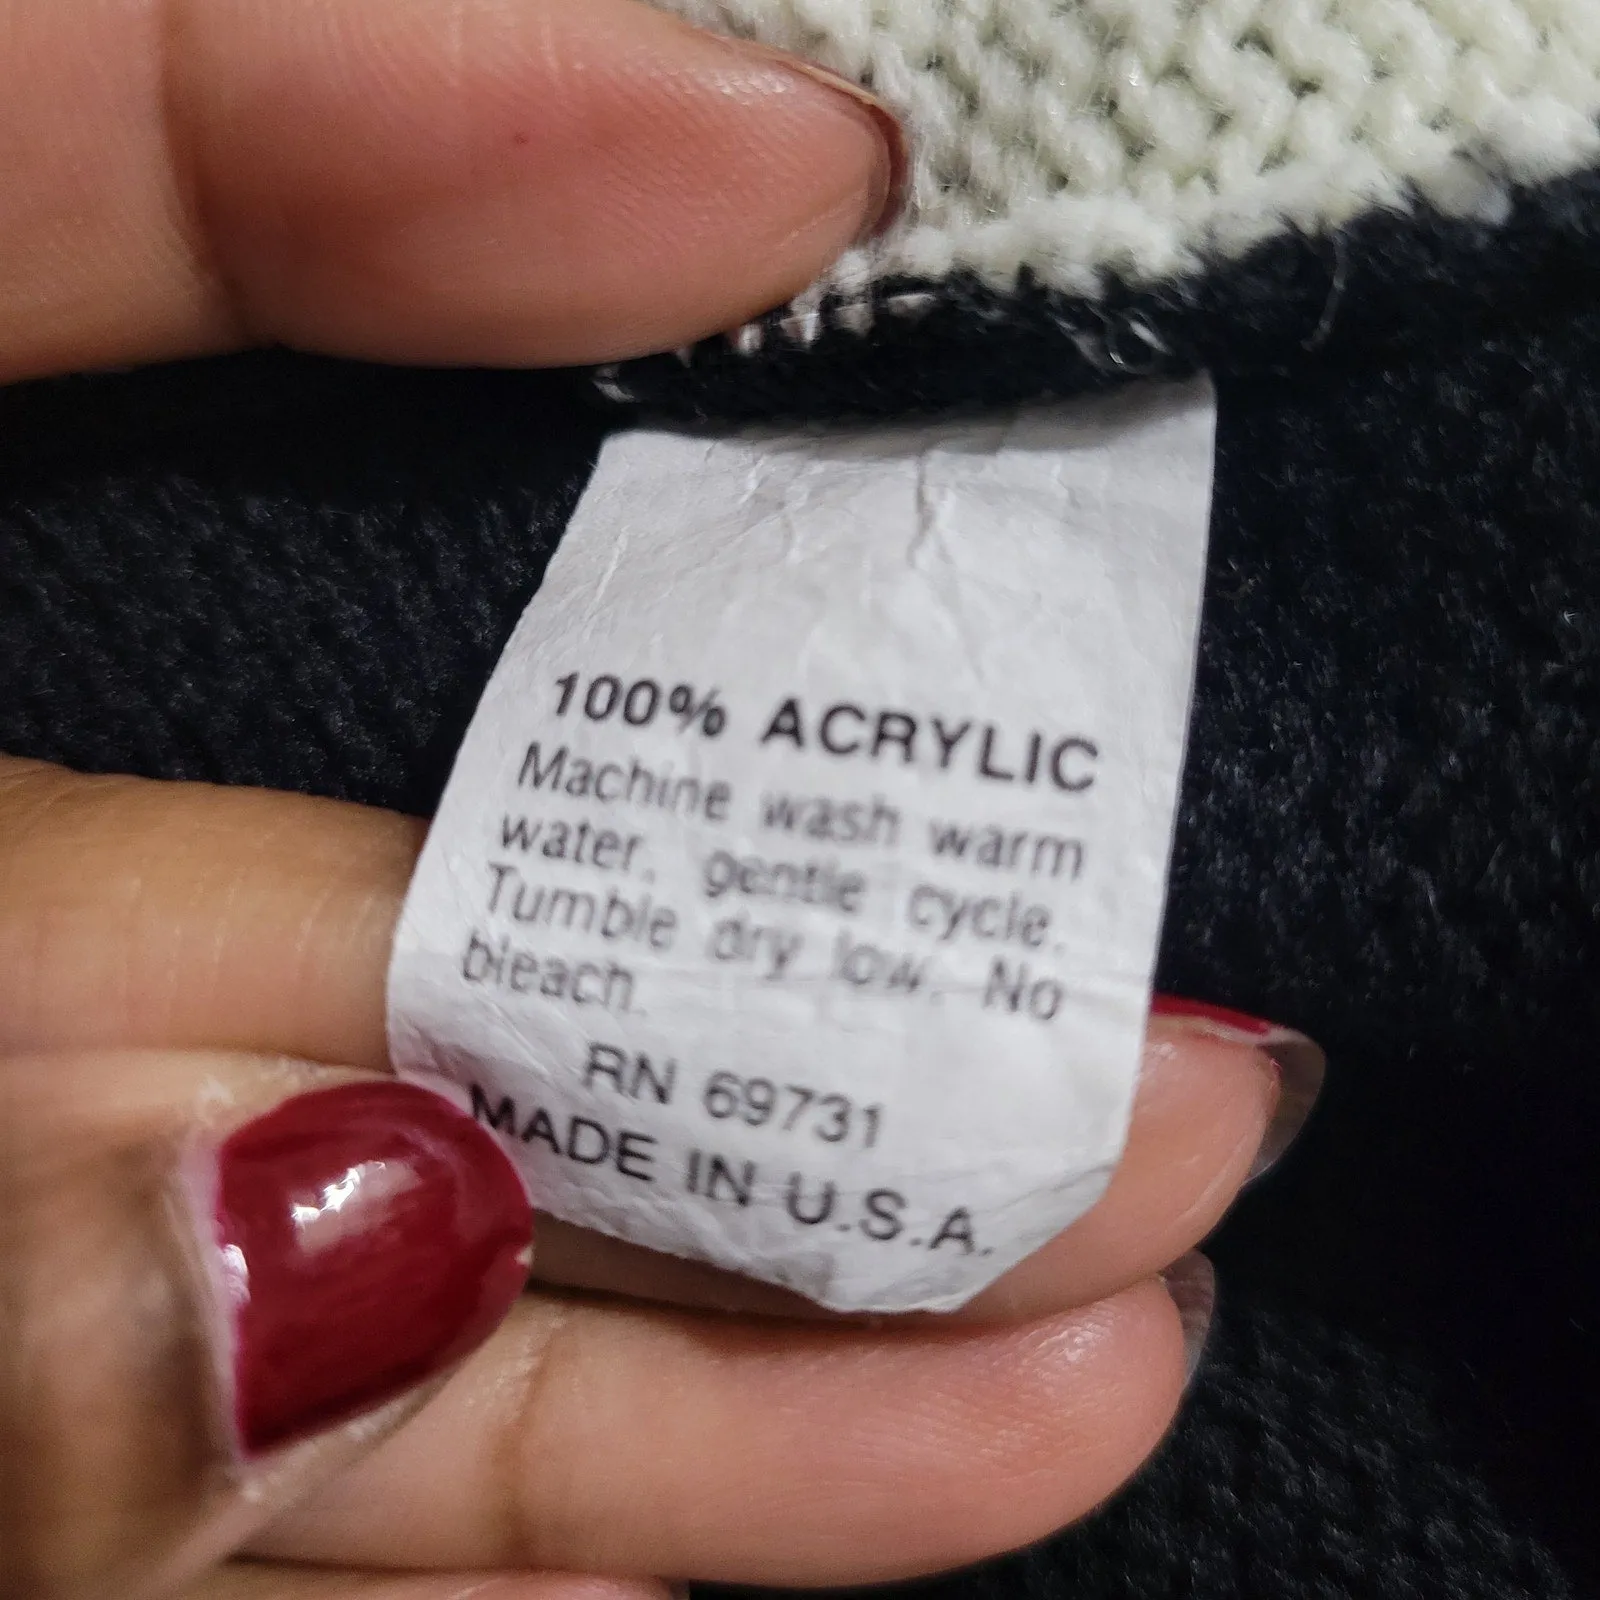 100% ACRYLIC
Machine wash warm
water, gentle cycle.
Tumble dry low. No
bleach.
RN 69731
MADE IN U.S.A.